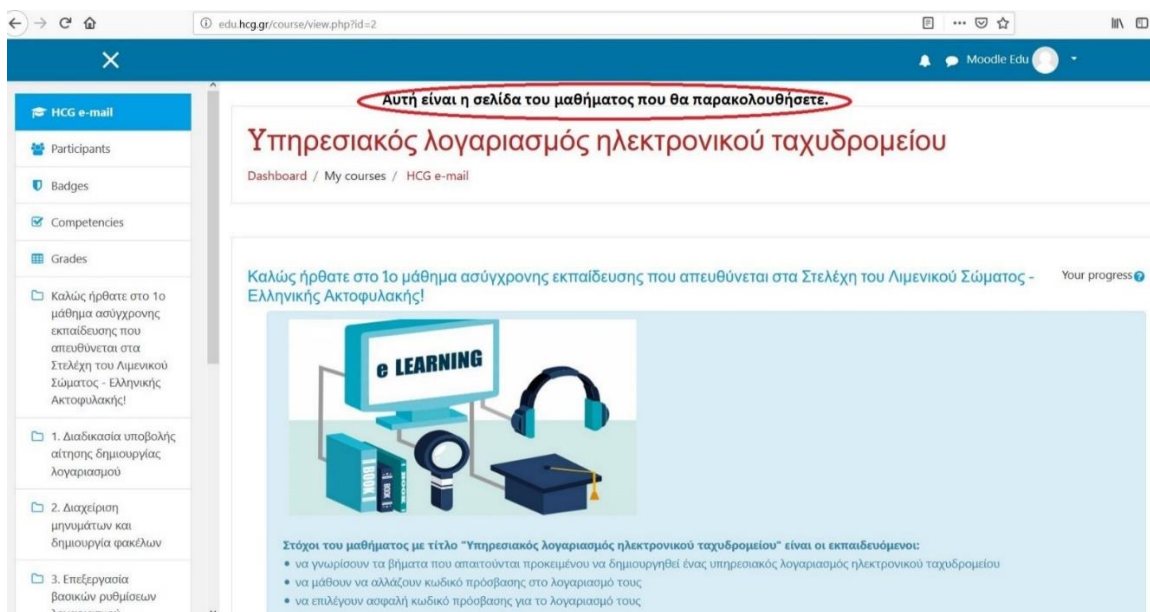 edu.hcg.gr/course/view.php?id=2
Moodle Edu
Αυτή είναι η σελίδα του μαθήματος που θα παρακολουθήσετε.
HCG e-mail
Participants
Badges
Competencies
Grades
Καλώς ήρθατε στο 1ο
μάθημα ασύγχρονης
εκπαίδευσης που
απευθύνεται στα
Στελέχη του Λιμενικού
Σώματος - Ελληνικής
Ακτοφυλακής!
1. Διαδικασία υποβολής
αίτησης δημιουργίας
λογαριασμού
2. Διαχείριση
μηνυμάτων και
δημιουργία φακέλων
3. Επεξεργασία
βασικών ρυθμίσεων
Υπηρεσιακός λογαριασμός ηλεκτρονικού ταχυδρομείου
Dashboard / My courses / HCG e-mail
Καλώς ήρθατε στο 1ο μάθημα ασύγχρονης εκπαίδευσης που απευθύνεται στα Στελέχη του Λιμενικού Σώματος -
Ελληνικής Ακτοφυλακής!
Your progress
e LEARNING
BOOK I
BOOK
BOOK
Στόχοι του μαθήματος με τίτλο "Υπηρεσιακός λογαριασμός ηλεκτρονικού ταχυδρομείου" είναι οι εκπαιδευόμενοι:
• να γνωρίσουν τα βήματα που απαιτούνται προκειμένου να δημιουργηθεί ένας υπηρεσιακός λογαριασμός ηλεκτρονικού ταχυδρομείου
• να μάθουν να αλλάζουν κωδικό πρόσβασης στο λογαριασμό τους
• να επιλέγουν ασφαλή κωδικό πρόσβασης για το λογαριασμό τους